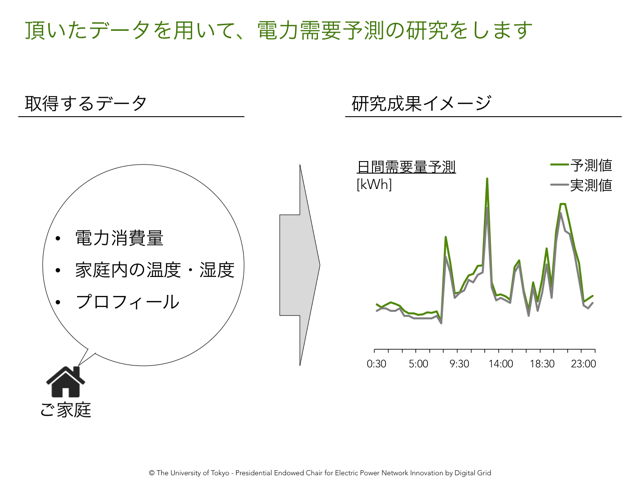 頂いたデータを用いて、電力需要予測の研究をします
取得するデータ
研究成果イメージ
• 電力消費量
• 家庭内の温度・湿度
• プロフィール
ご家庭
日間需要量予測
[kWh]
予測値
実測値
0:30 5:00 9:30 14:00 18:30 23:00
© The University of Tokyo - Presidential Endowed Chair for Electric Power Network Innovation by Digital Grid